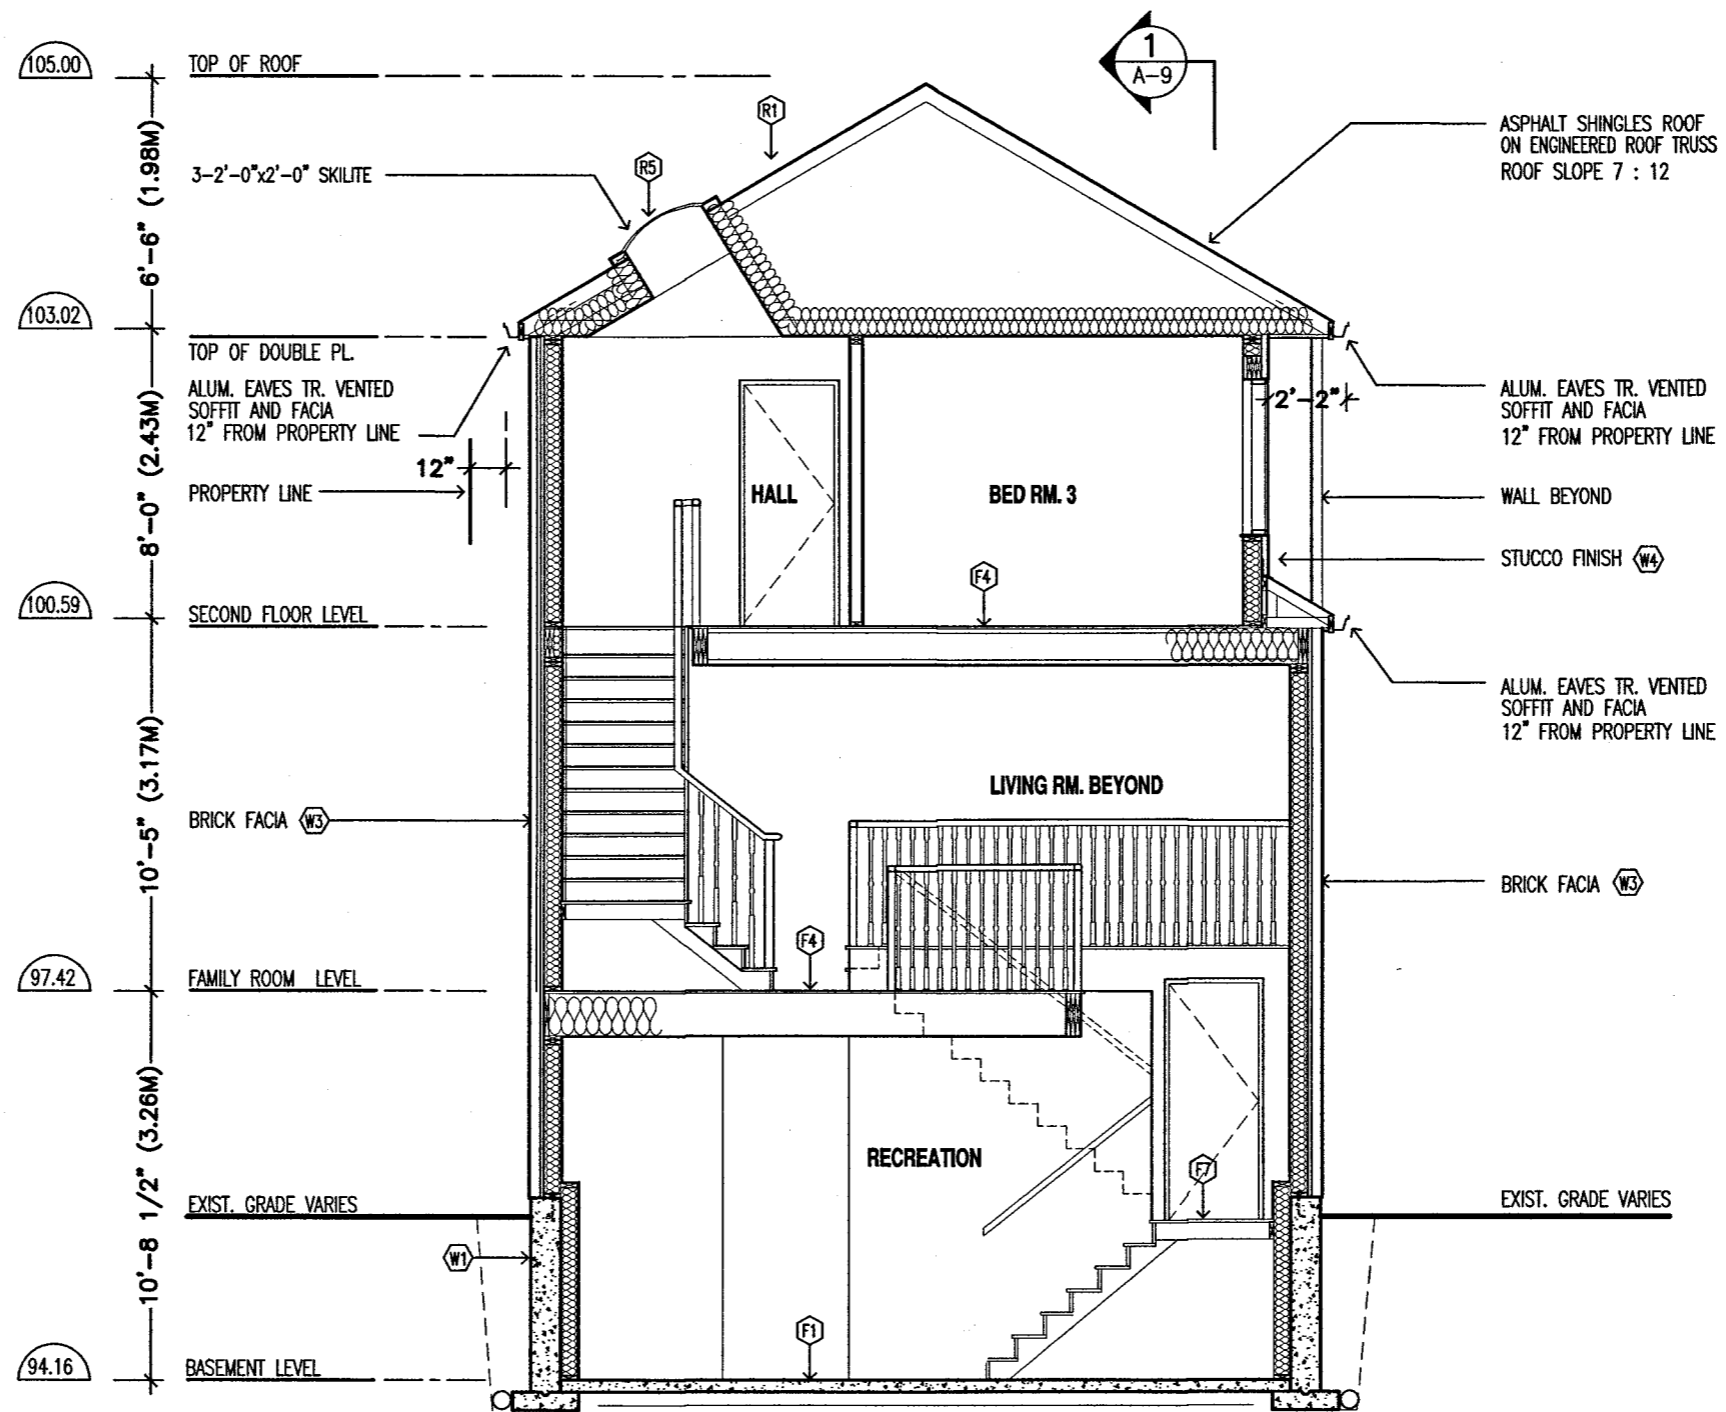 105.00
TOP OF ROOF
1
A-9
R1
ASPHALT SHINGLES ROOF
ON ENGINEERED ROOF TRUSS
ROOF SLOPE 7 : 12
3-2'-0"x2'-0" SKILITE
R5
6'-6" (1.98M)
103.02
TOP OF DOUBLE PL.
ALUM. EAVES TR. VENTED
SOFFIT AND FACIA
12" FROM PROPERTY LINE
2'-2"
ALUM. EAVES TR. VENTED
SOFFIT AND FACIA
12" FROM PROPERTY LINE
12"
8'-0" (2.43M)
PROPERTY LINE
HALL
BED RM. 3
WALL BEYOND
STUCCO FINISH W4
F4
100.59
SECOND FLOOR LEVEL
ALUM. EAVES TR. VENTED
SOFFIT AND FACIA
12" FROM PROPERTY LINE
10'-5" (3.17M)
LIVING RM. BEYOND
BRICK FACIA W3
BRICK FACIA W3
F4
97.42
FAMILY ROOM LEVEL
10'-8 1/2" (3.26M)
RECREATION
F7
EXIST. GRADE VARIES
EXIST. GRADE VARIES
W1
F1
94.16
BASEMENT LEVEL